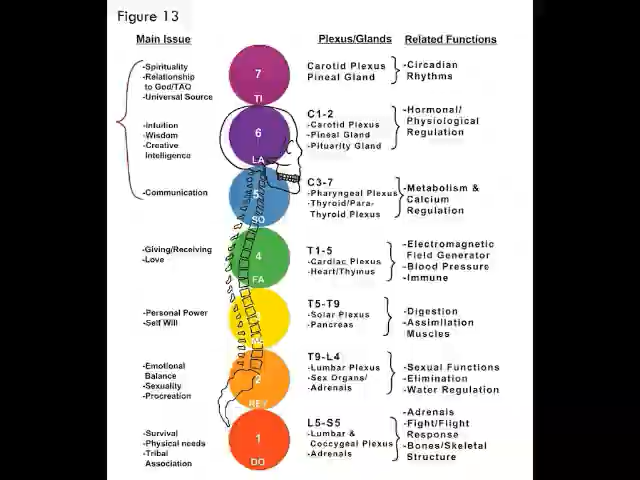 Figure 13
Main Issue
Plexus/Glands
Related Functions
-Spirituality
-Relationship
to God/TAO
-Universal Source
7
TI
Carotid Plexus
Pineal Gland
-Circadian
Rhythms
-Intuition
-Wisdom
-Creative
Intelligence
6
LA
C1-2
-Carotid Plexus
-Pineal Gland
-Pituarity Gland
-Hormonal/
Physiological
Regulation
-Communication
5
SO
C3-7
-Pharyngeal Plexus
-Thyroid/Para-
Thyroid Plexus
-Metabolism &
Calcium
Regulation
-Giving/Receiving
-Love
4
FA
T1-5
-Cardiac Plexus
-Heart/Thymus
-Electromagnetic
Field Generator
-Blood Pressure
-Immune
-Personal Power
-Self Will
T5-T9
-Solar Plexus
-Pancreas
-Digestion
-Assimilation
Muscles
-Emotional
Balance
-Sexuality
-Procreation
2
REY
T9-L4
-Lumbar Plexus
-Sex Organs/
-Adrenals
-Sexual Functions
-Elimination
-Water Regulation
-Survival
-Physical needs
-Tribal
Association
1
DO
L5-S5
-Lumbar &
Coccygeal Plexus
-Adrenals
-Adrenals
-Fight/Flight
Response
-Bones/Skeletal
Structure